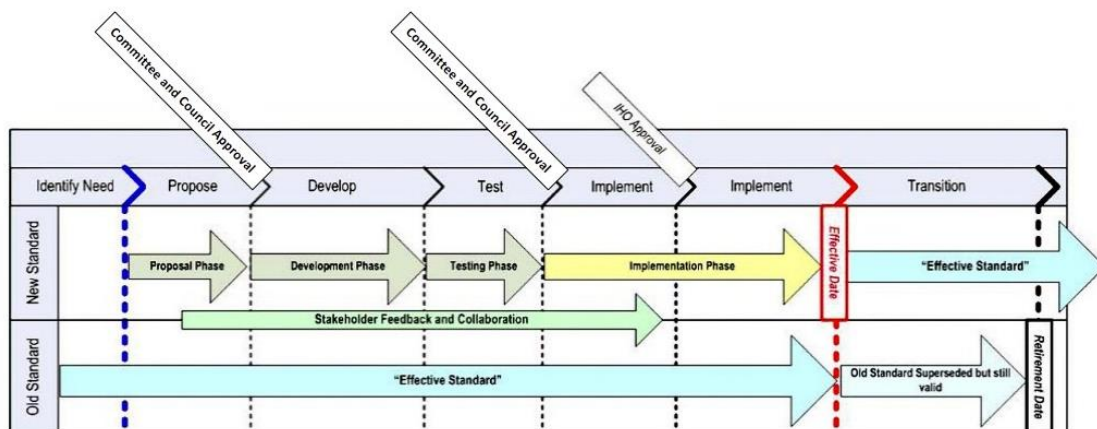 Committee and Council Approval
Committee and Council Approval
IHO Approval
Identify Need
Propose
Develop
Test
Implement
Implement
Transition
New Standard
Proposal Phase
Development Phase
Testing Phase
Implementation Phase
Effective Date
“Effective Standard”
Stakeholder Feedback and Collaboration
Old Standard
“Effective Standard”
Old Standard Superseded but still
valid
Retirement Date